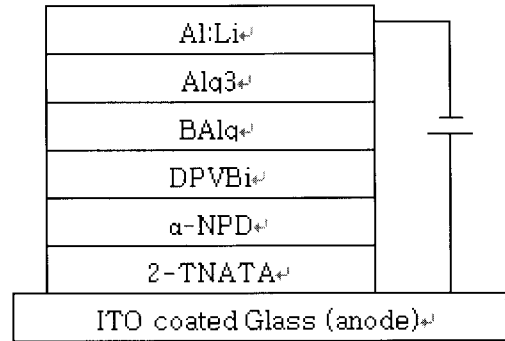 Al:Li↵
Alq3↵
BAlq↵
DPVBi↵
α-NPD↵
2-TNATA↵
ITO coated Glass (anode)↵